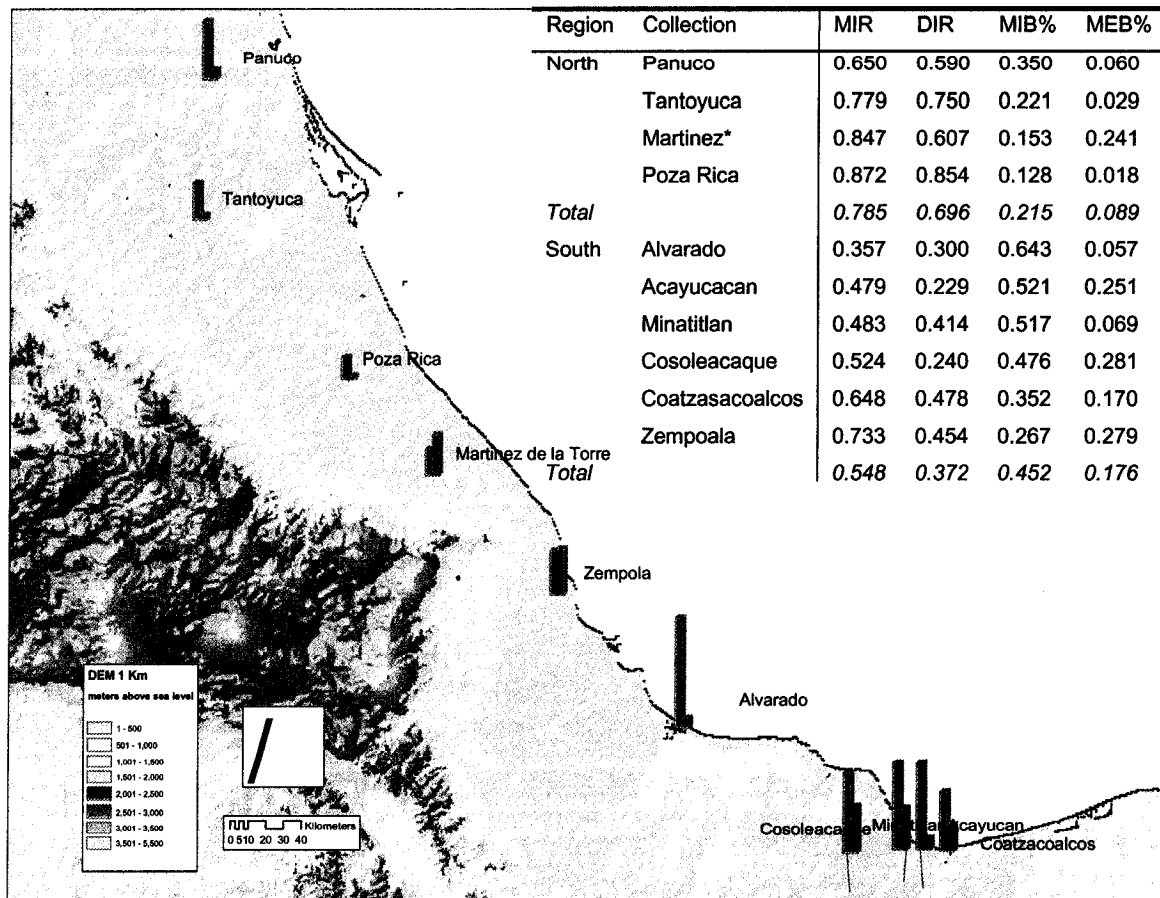 Region Collection MIR DIR MIB% MEB%
North Panuco 0.650 0.590 0.350 0.060
Tantoyuca 0.779 0.750 0.221 0.029
Martinez* 0.847 0.607 0.153 0.241
Poza Rica 0.872 0.854 0.128 0.018
Total 0.785 0.696 0.215 0.089
South Alvarado 0.357 0.300 0.643 0.057
Acayucacan 0.479 0.229 0.521 0.251
Minatitlan 0.483 0.414 0.517 0.069
Cosoleacaque 0.524 0.240 0.476 0.281
Coatzasacoalcos 0.648 0.478 0.352 0.170
Zempoala 0.733 0.454 0.267 0.279
Total 0.548 0.372 0.452 0.176
Panuco
Tantoyuca
Poza Rica
Martinez de la Torre
Zempola
Alvarado
Cosoleacaque
Coatzacoalcos
DEM 1 Km
meters above sea level
1 - 500
501 - 1,000
1,001 - 1,500
1,501 - 2,000
2,001 - 2,500
2,501 - 3,000
3,001 - 3,500
3,501 - 5,500
Kilometers
0 5 10 20 30 40